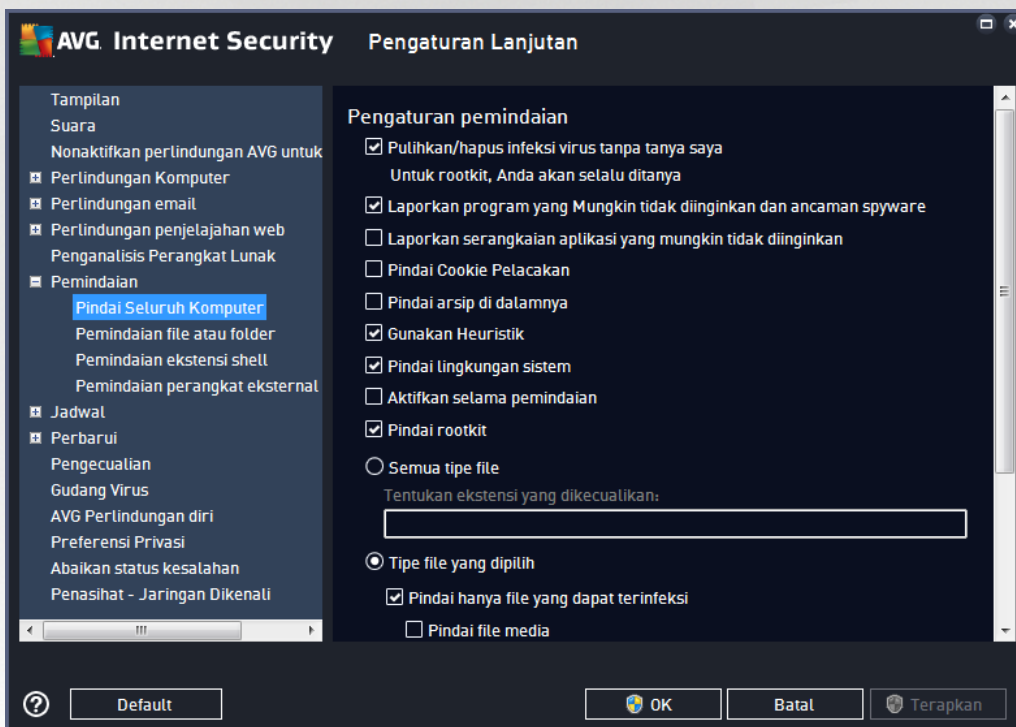 AVG. Internet Security
Pengaturan Lanjutan
Tampilan
Suara
Nonaktifkan perlindungan AVG untuk
Perlindungan Komputer
Perlindungan email
Perlindungan penjelajahan web
Penganalisis Perangkat Lunak
Pemindaian
Pindai Seluruh Komputer
Pemindaian file atau folder
Pemindaian ekstensi shell
Pemindaian perangkat eksternal
Jadwal
Perbarui
Pengecualian
Gudang Virus
AVG Perlindungan diri
Preferensi Privasi
Abaikan status kesalahan
Penasihat - Jaringan Dikenali
Pengaturan pemindaian
Pulihkan/hapus infeksi virus tanpa tanya saya
Untuk rootkit, Anda akan selalu ditanya
Laporkan program yang Mungkin tidak diinginkan dan ancaman spyware
Laporkan serangkaian aplikasi yang mungkin tidak diinginkan
Pindai Cookie Pelacakan
Pindai arsip di dalamnya
Gunakan Heuristik
Pindai lingkungan sistem
Aktifkan selama pemindaian
Pindai rootkit
Semua tipe file
Tentukan ekstensi yang dikecualikan:
Tipe file yang dipilih
Pindai hanya file yang dapat terinfeksi
Pindai file media
?
Default
OK
Batal
Terapkan